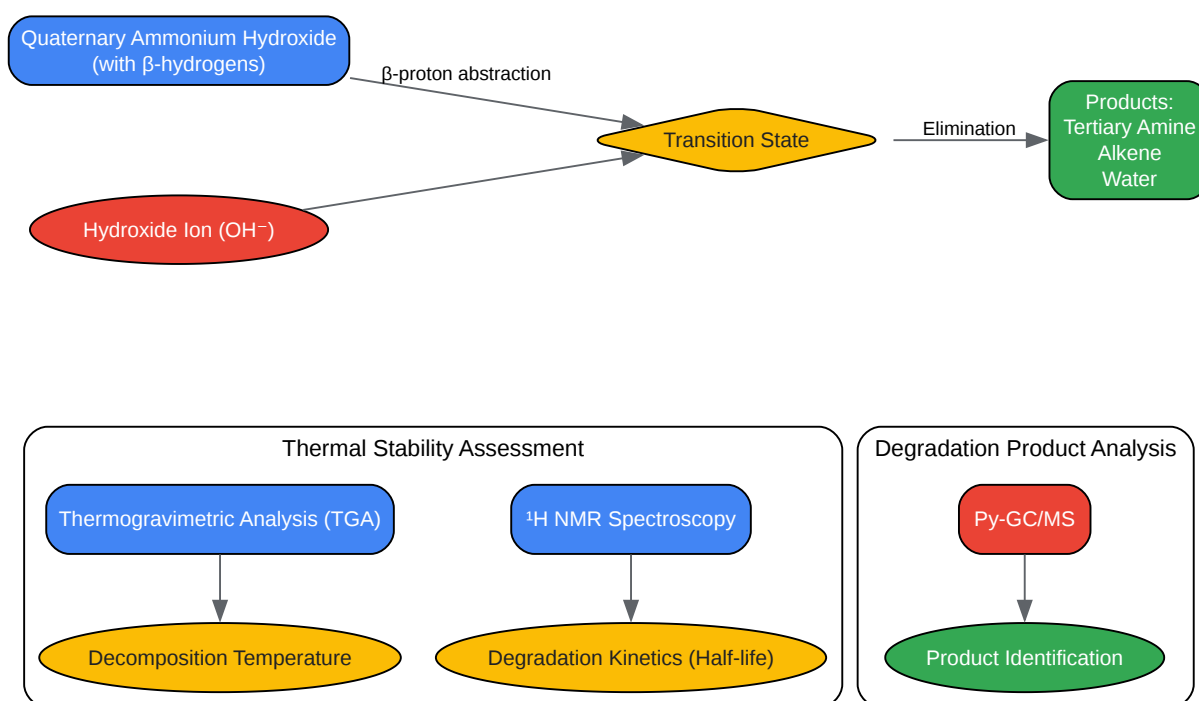 Quaternary Ammonium Hydroxide
(with β-hydrogens)
β-proton abstraction
Transition State
Elimination
Products:
Tertiary Amine
Alkene
Water
Hydroxide Ion (OH⁻)
Thermal Stability Assessment
Degradation Product Analysis
Thermogravimetric Analysis (TGA)
¹H NMR Spectroscopy
Py-GC/MS
Decomposition Temperature
Degradation Kinetics (Half-life)
Product Identification